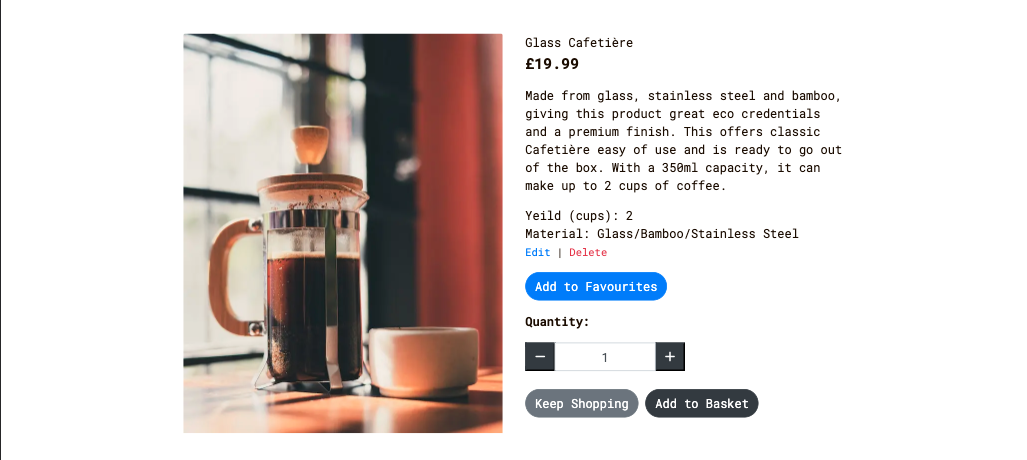 Glass Cafetière
£19.99
Made from glass, stainless steel and bamboo,
giving this product great eco credentials
and a premium finish. This offers classic
Cafetière easy of use and is ready to go out
of the box. With a 350ml capacity, it can
make up to 2 cups of coffee.
Yeild (cups): 2
Material: Glass/Bamboo/Stainless Steel
Edit | Delete
Add to Favourites
Quantity:
− 1 +
Keep Shopping Add to Basket